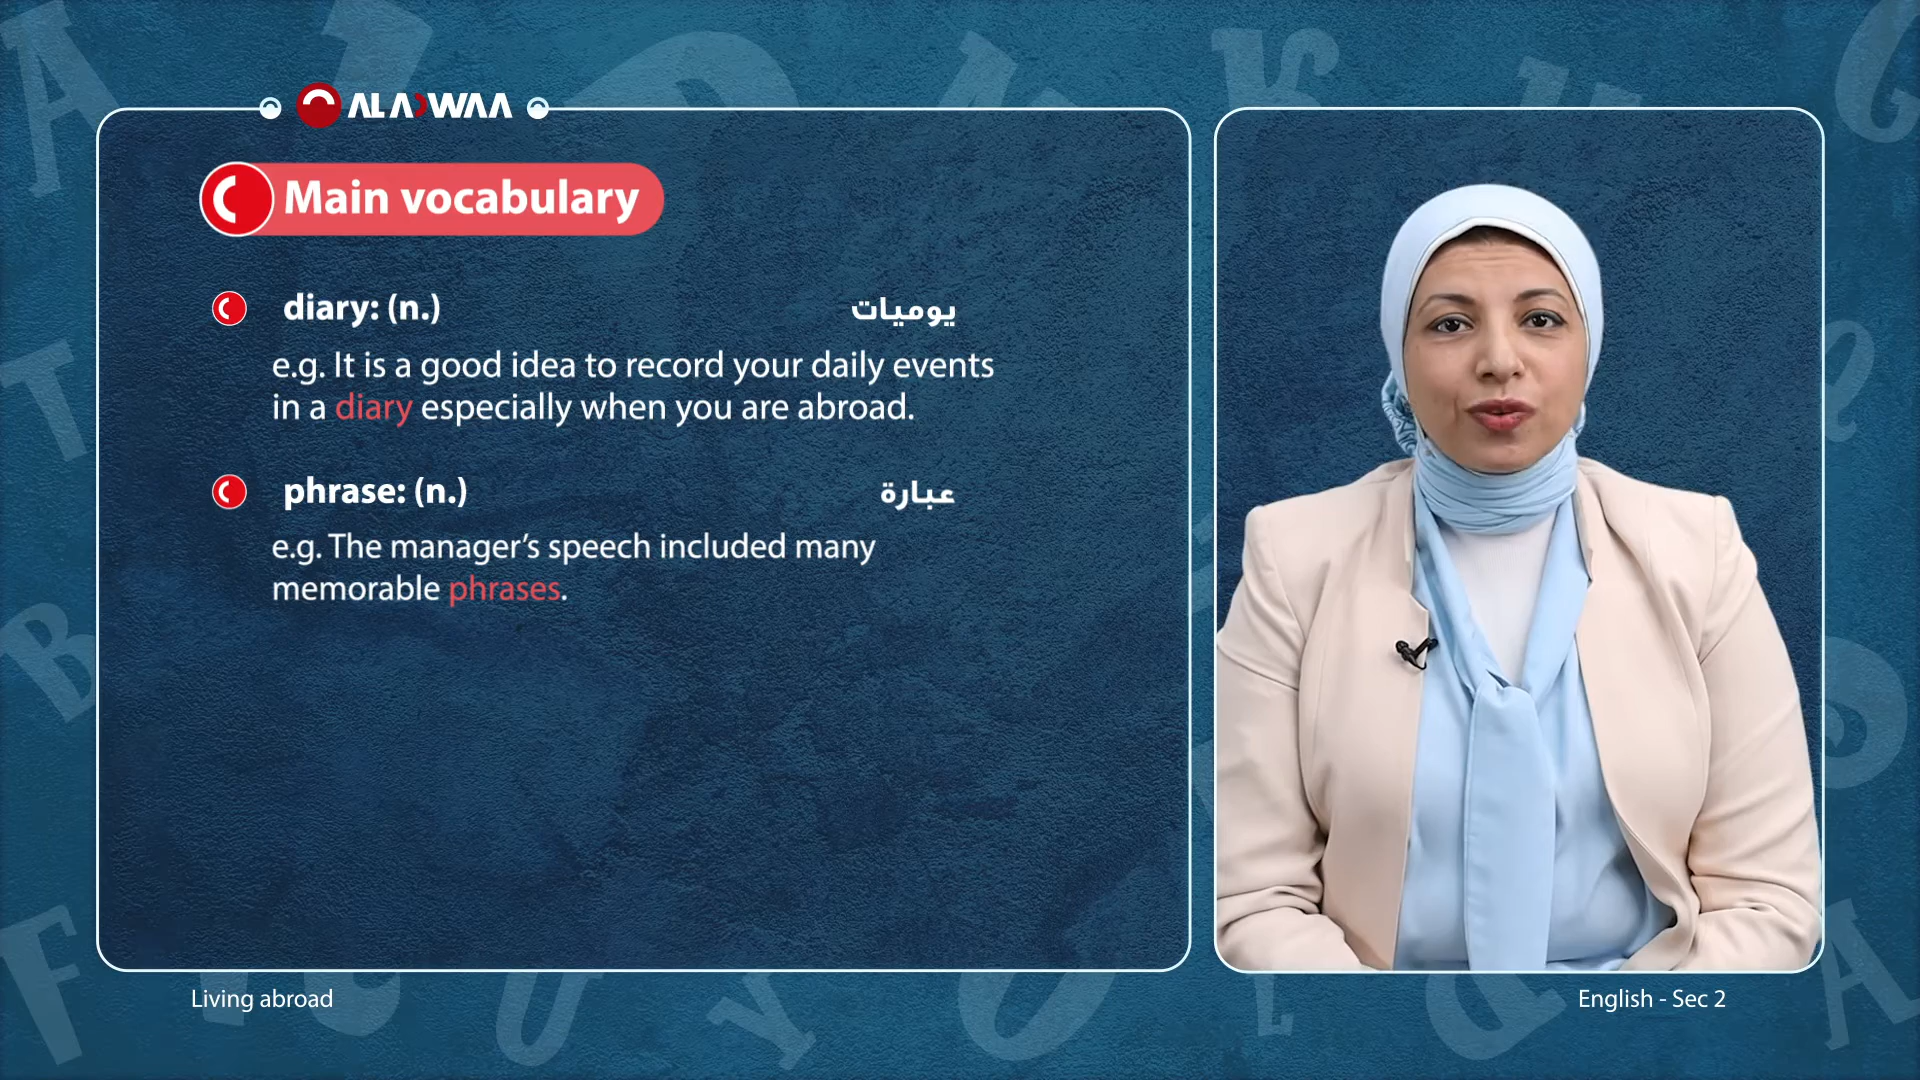 ALADWAA
Main vocabulary
diary: (n.) يوميات
e.g. It is a good idea to record your daily events
in a diary especially when you are abroad.
phrase: (n.) عبارة
e.g. The manager’s speech included many
memorable phrases.
Living abroad
English - Sec 2